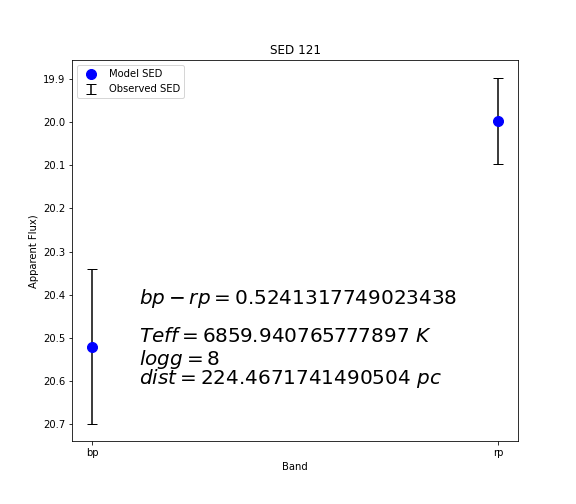 SED 121
Model SED
Observed SED
19.9
20.0
20.1
20.2
20.3
20.4
20.5
20.6
20.7
Apparent Flux)
bp − rp = 0.5241317749023438
Teff = 6859.940765777897 K
logg = 8
dist = 224.4671741490504 pc
bp
rp
Band